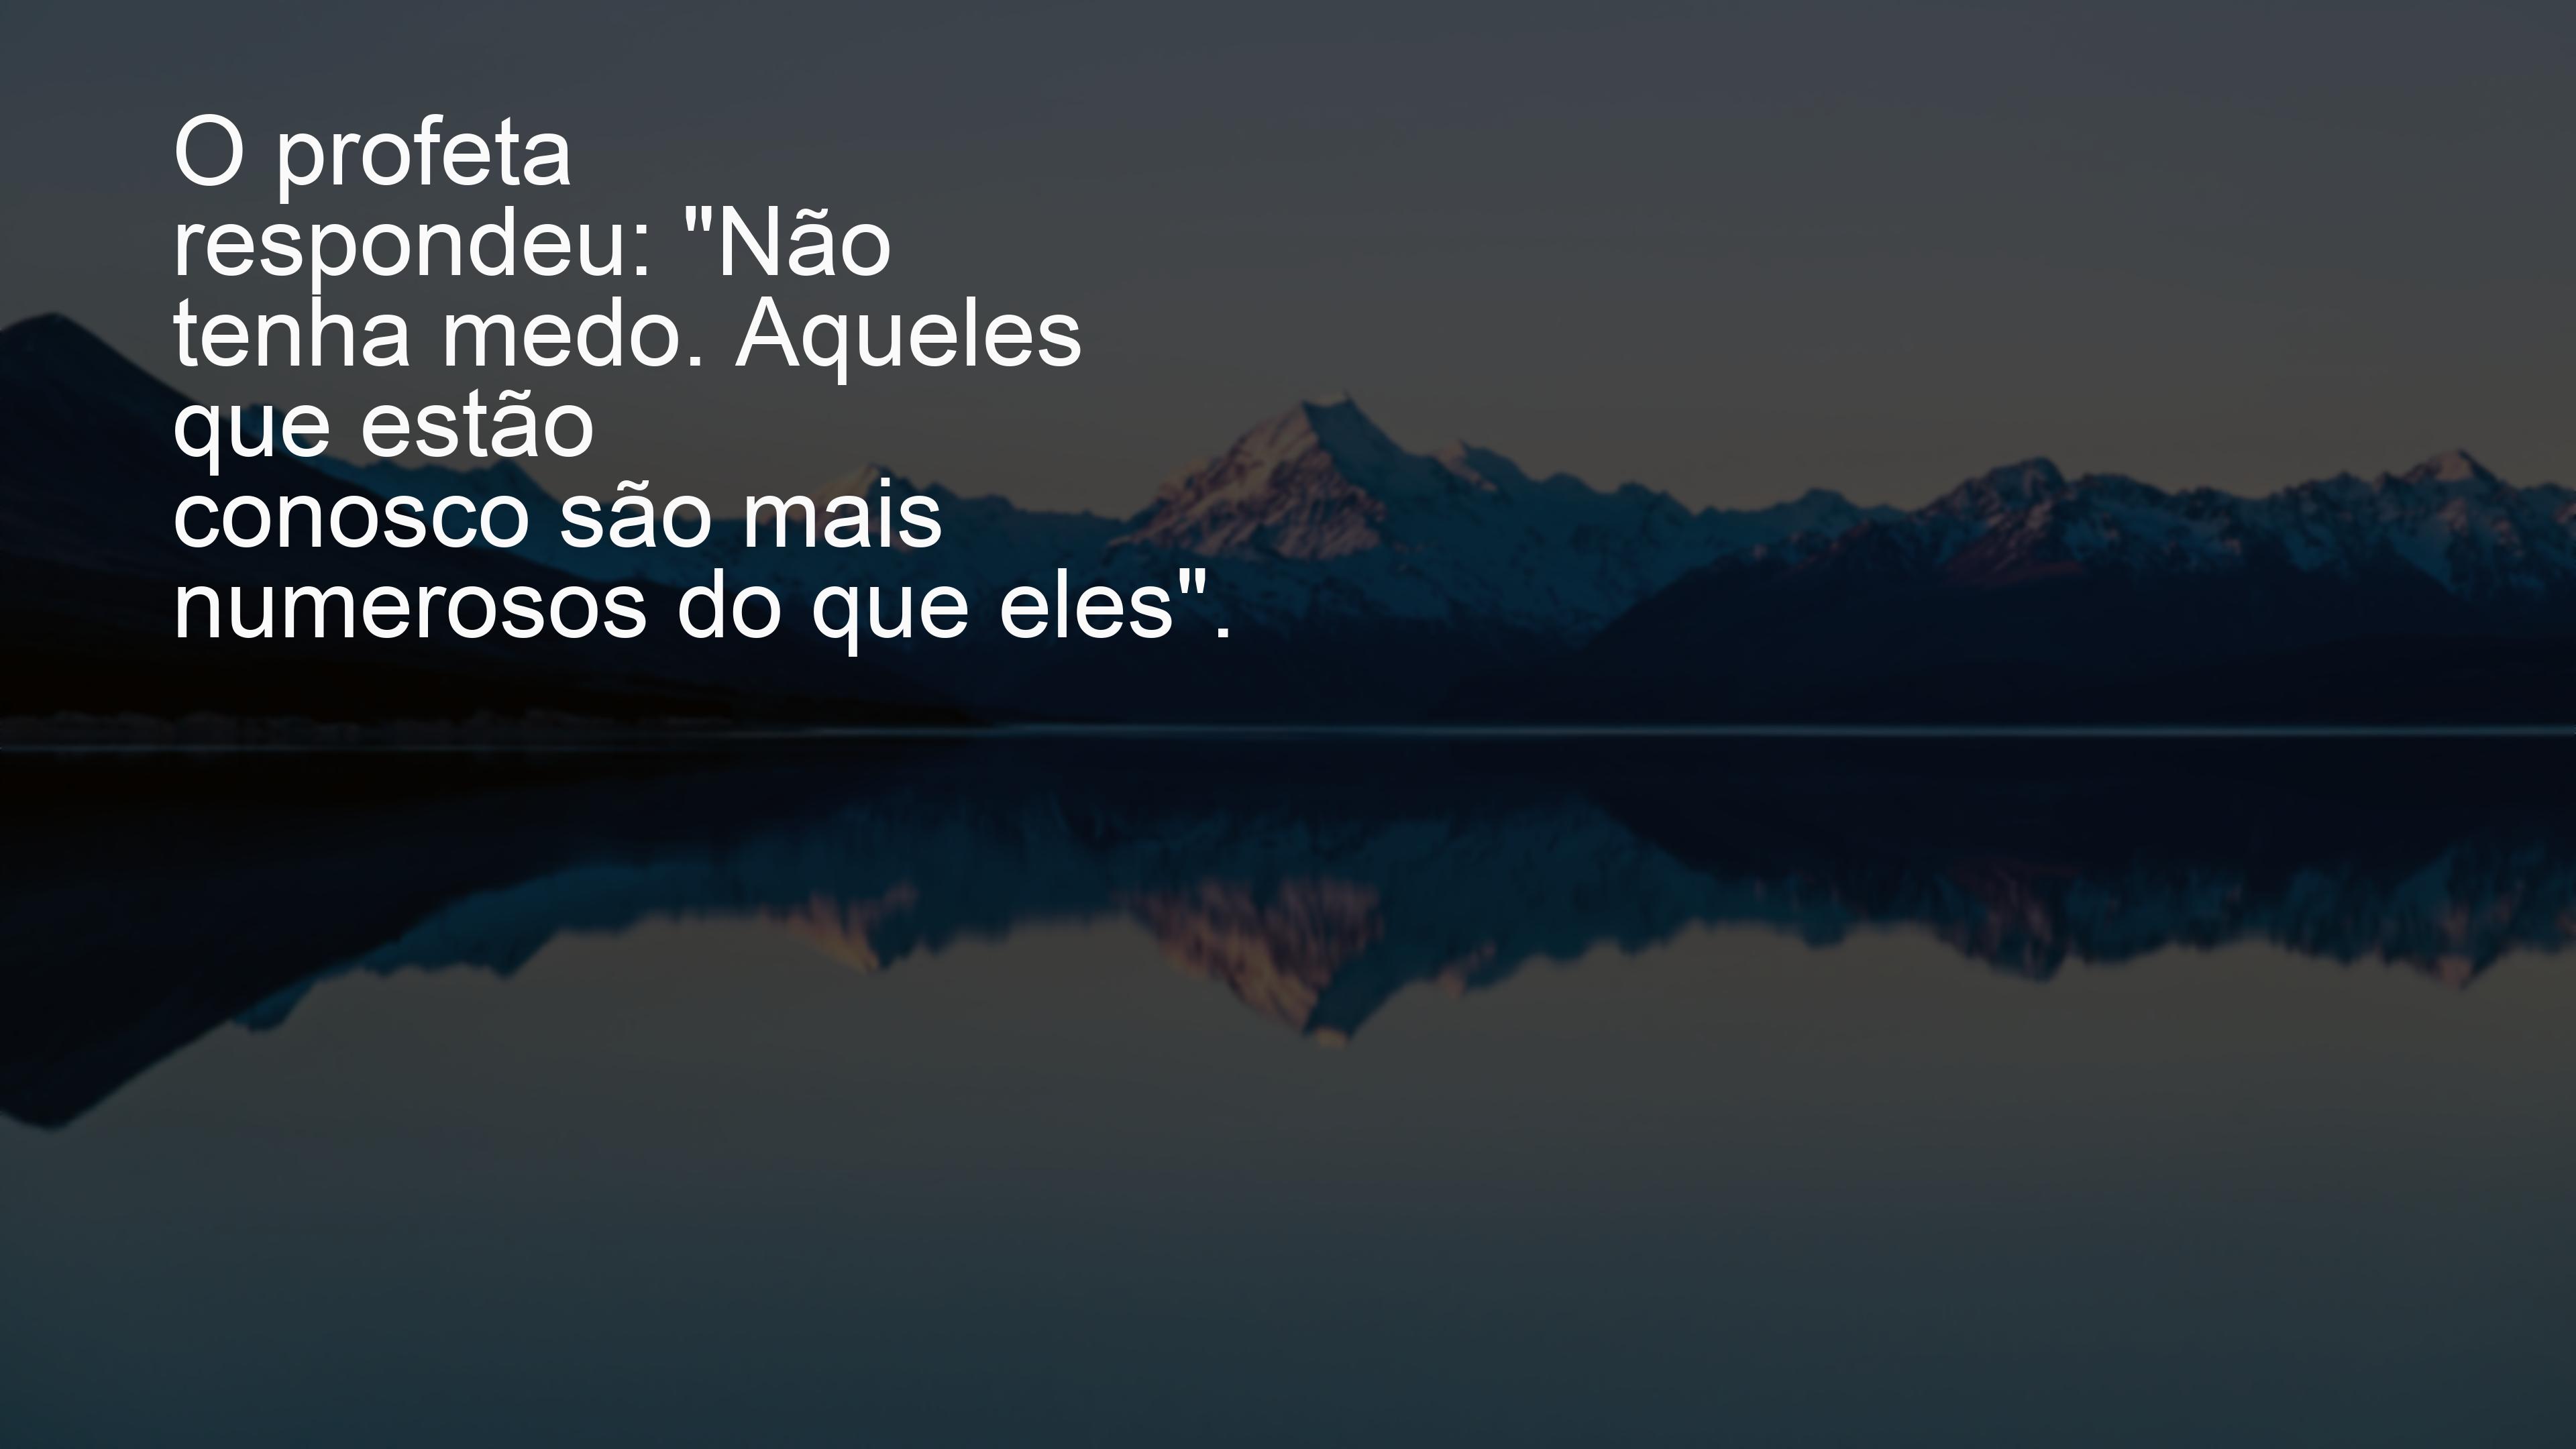 O profeta
respondeu: "Não
tenha medo. Aqueles
que estão
conosco são mais
numerosos do que eles".